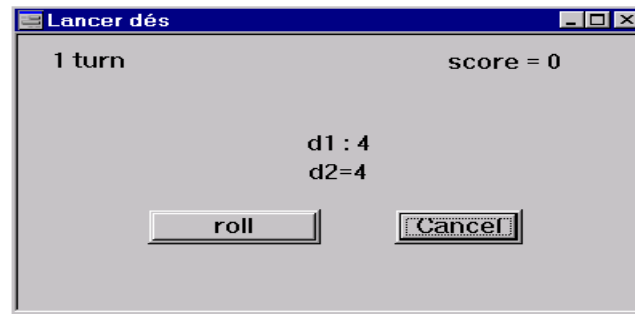 Lancer dés
1 turn score = 0
d1 : 4
d2=4
roll Cancel